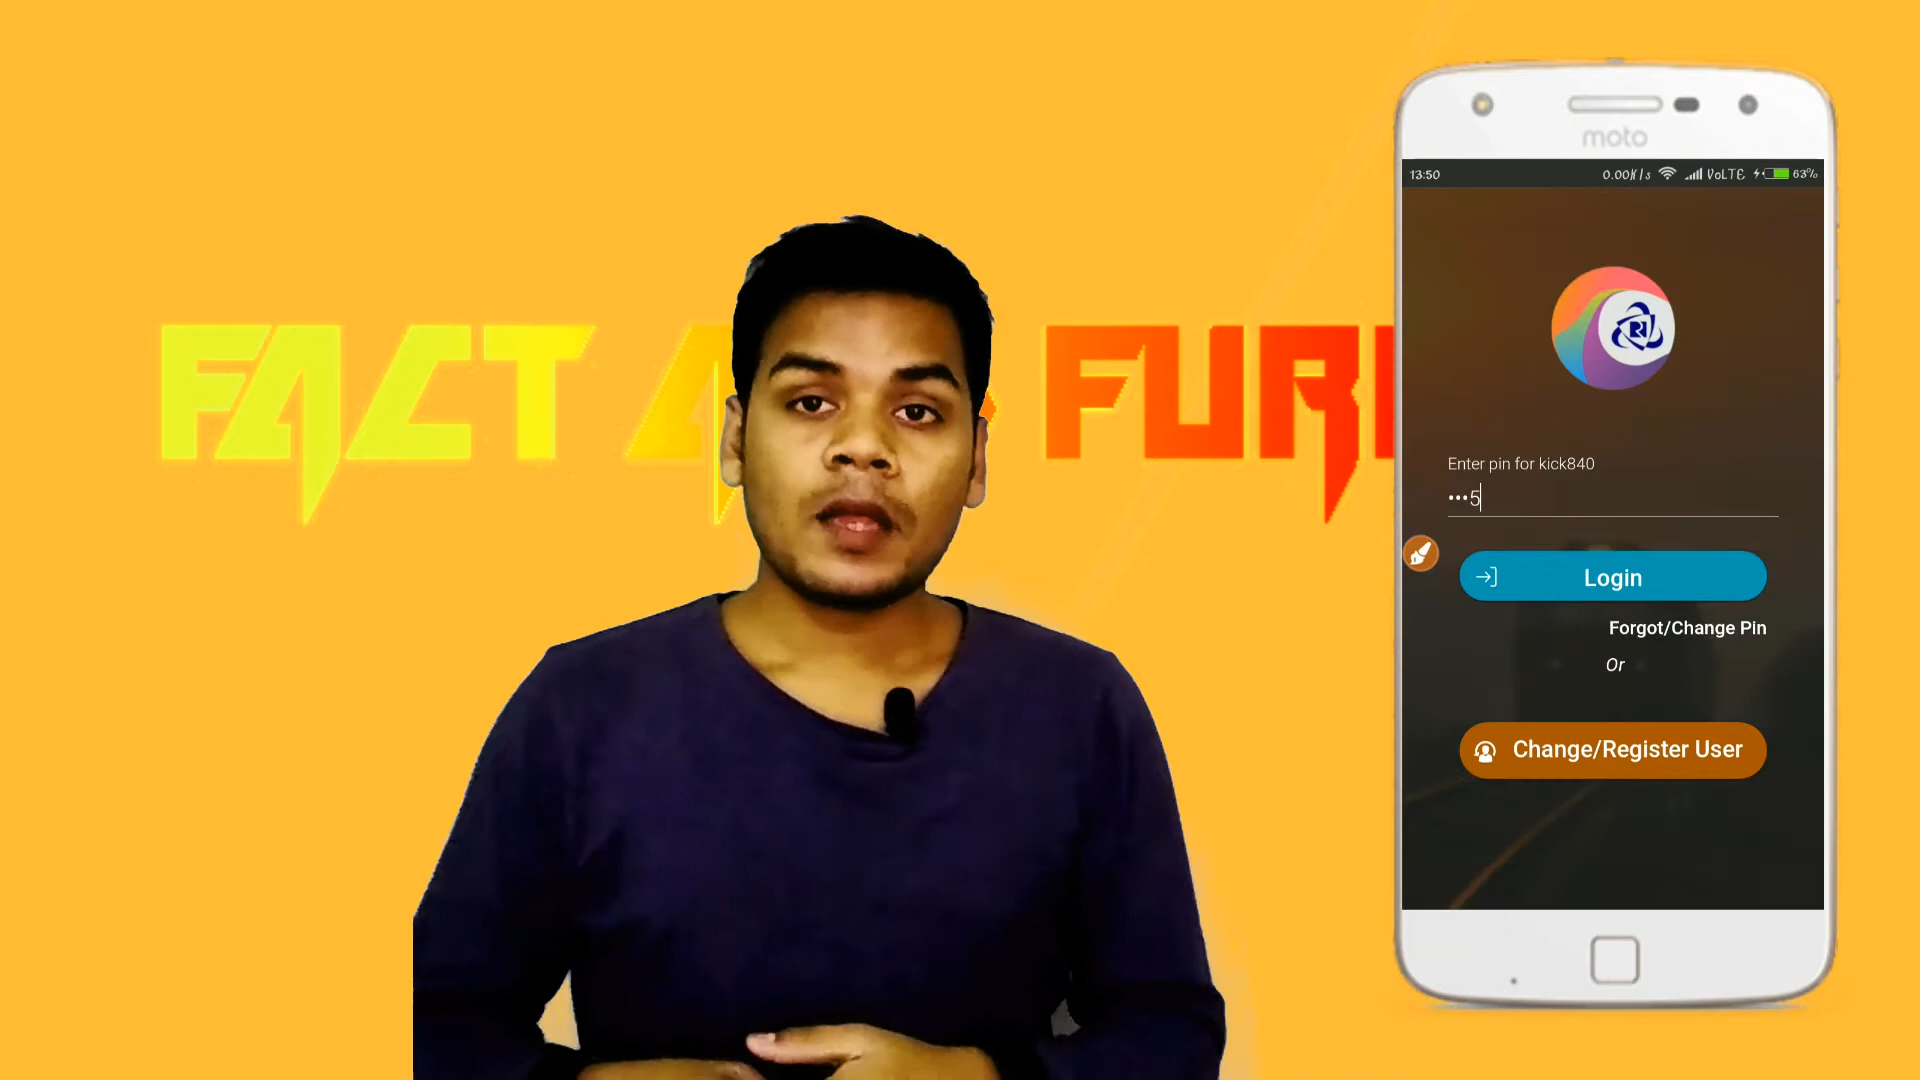 FACT A FURI
moto
13:50 0.00K/s VoLTE 63%
Enter pin for kick840
•••5
Login
Forgot/Change Pin
Or
Change/Register User